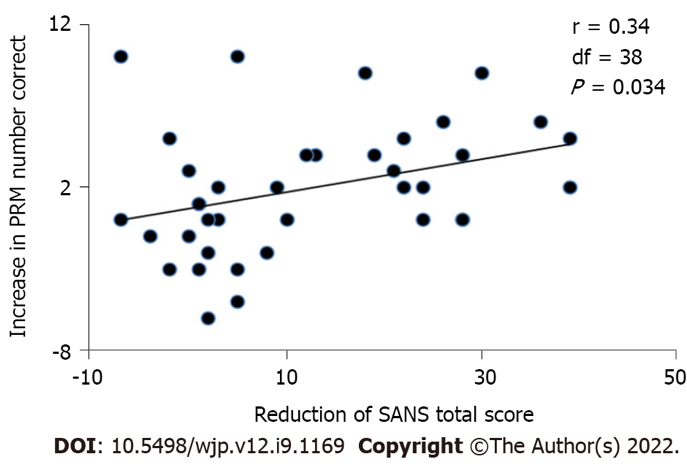 12
2
-8
Increase in PRM number correct
r = 0.34
df = 38
P = 0.034
-10 10 30 50
Reduction of SANS total score
DOI: 10.5498/wjp.v12.i9.1169 Copyright ©The Author(s) 2022.